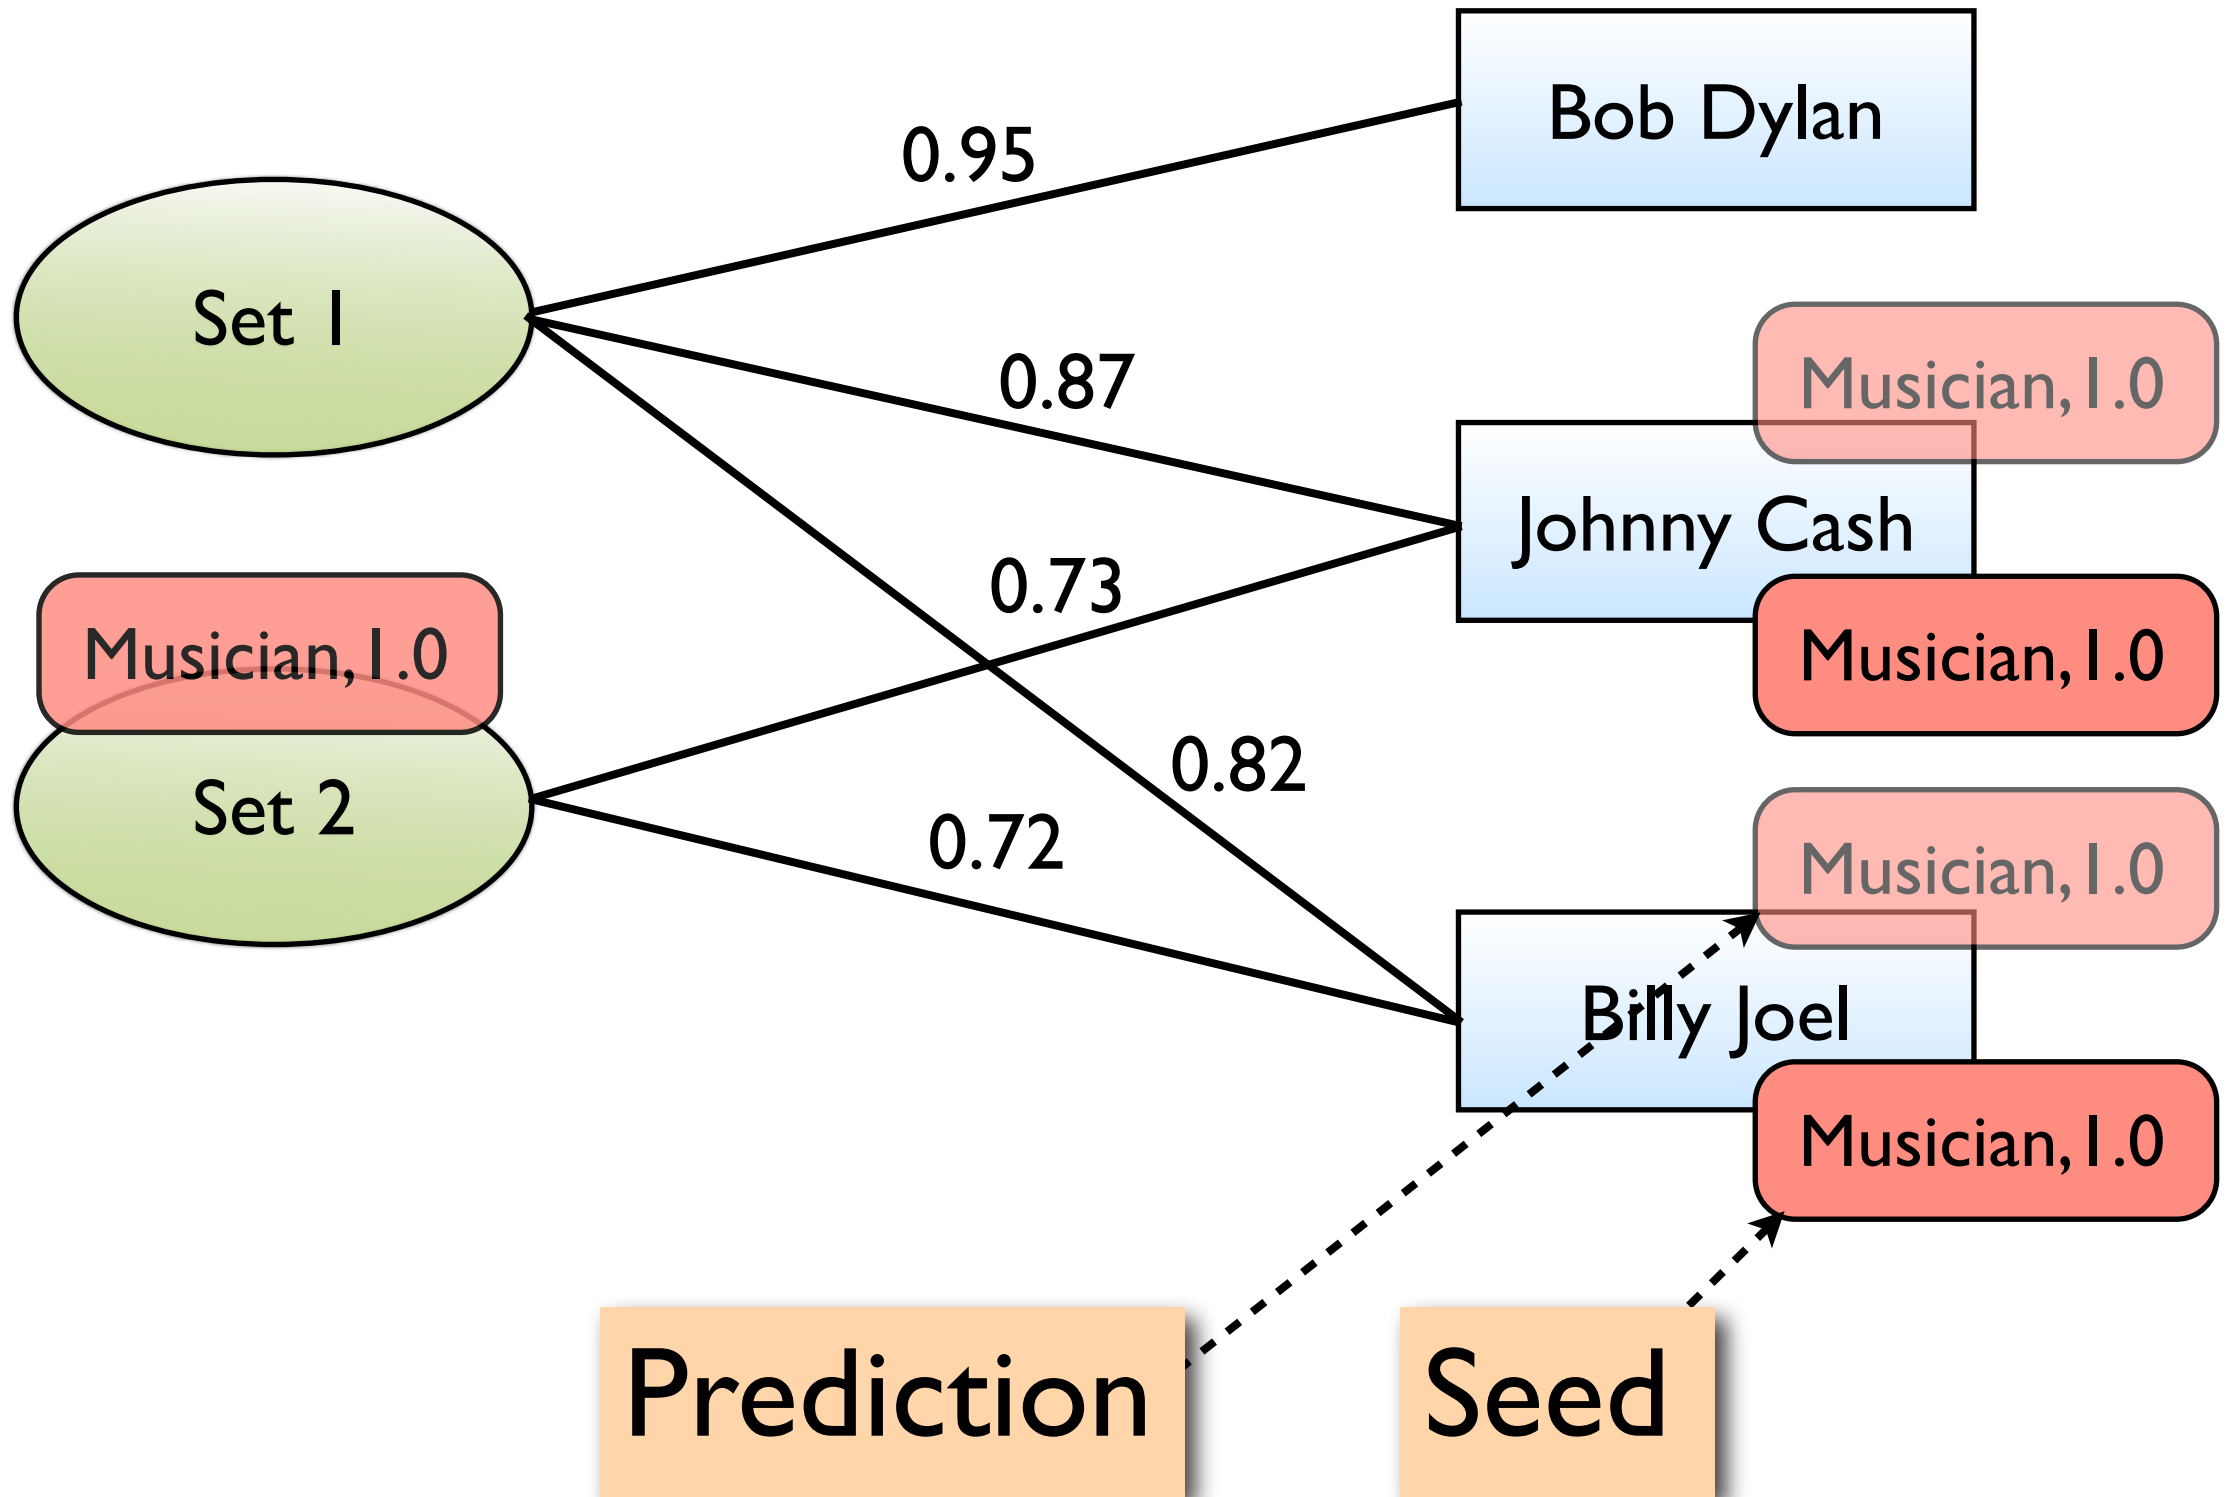 Bob Dylan
0.95
Set 1
0.87
Musician, 1.0
Johnny Cash
0.73
Musician, 1.0
Musician, 1.0
Set 2
0.82
0.72
Musician, 1.0
Billy Joel
Musician, 1.0
Prediction
Seed